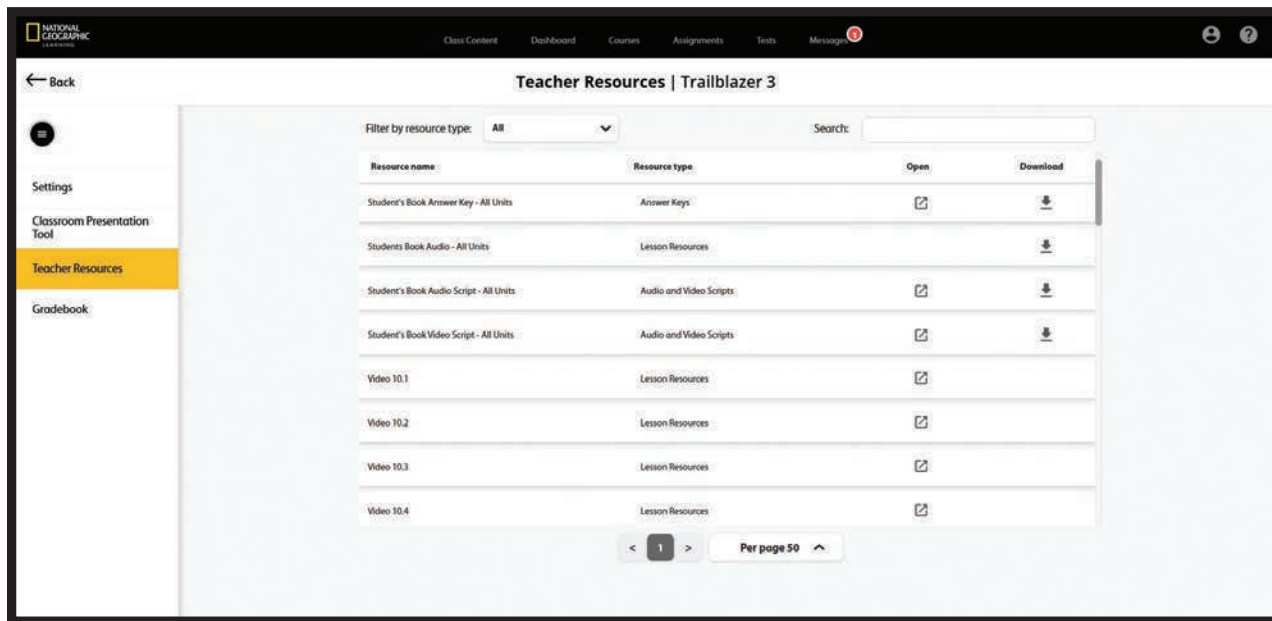 NATIONAL
GEOGRAPHIC
LEARNING
Class Content Dashboard Courses Assignments Tests Messages
← Back
Teacher Resources | Trailblazer 3
Settings
Classroom Presentation
Tool
Teacher Resources
Gradebook
Filter by resource type: All
Search:
Resource name Resource type Open Download
Student's Book Answer Key - All Units Answer Keys
Students Book Audio - All Units Lesson Resources
Student's Book Audio Script - All Units Audio and Video Scripts
Student's Book Video Script - All Units Audio and Video Scripts
Video 10.1 Lesson Resources
Video 10.2 Lesson Resources
Video 10.3 Lesson Resources
Video 10.4 Lesson Resources
< 1 > Per page 50